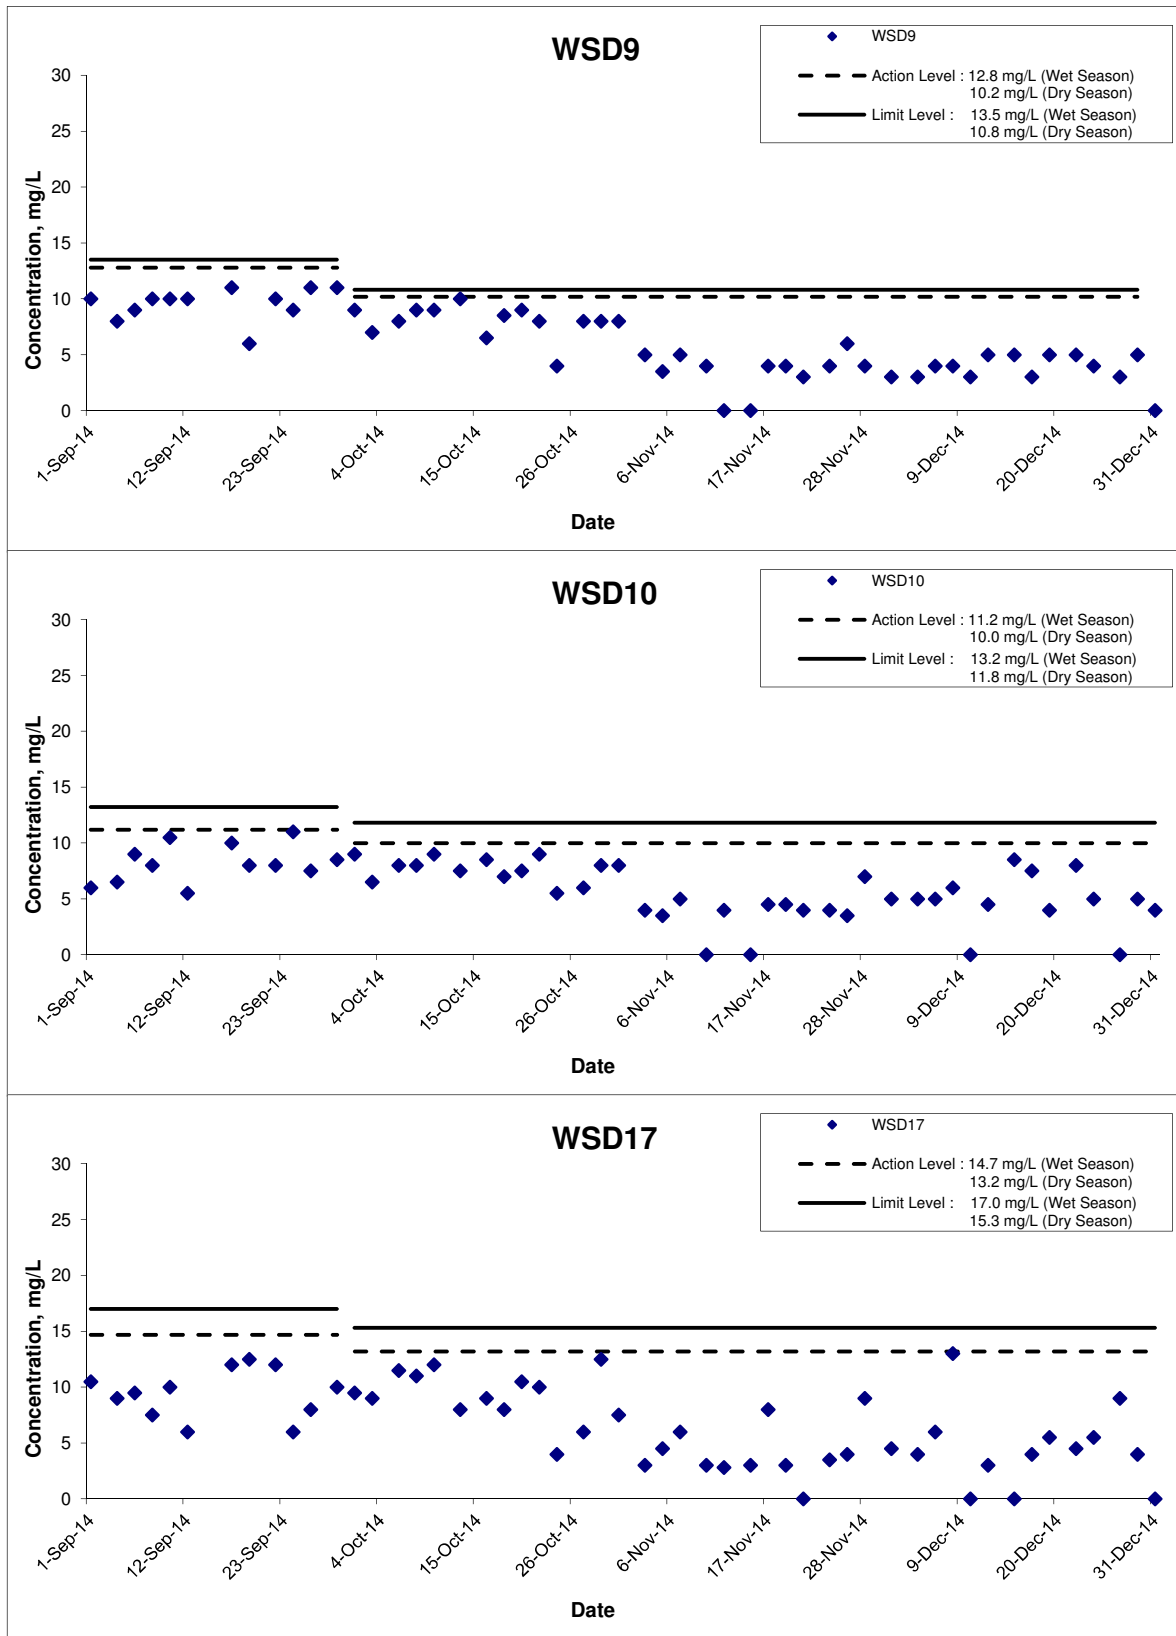 WSD9
WSD9
Action Level : 12.8 mg/L (Wet Season)
10.2 mg/L (Dry Season)
Limit Level : 13.5 mg/L (Wet Season)
10.8 mg/L (Dry Season)
30
25
20
15
10
5
0
Concentration, mg/L
1-Sep-14
12-Sep-14
23-Sep-14
4-Oct-14
15-Oct-14
26-Oct-14
6-Nov-14
17-Nov-14
28-Nov-14
9-Dec-14
20-Dec-14
31-Dec-14
Date
WSD10
WSD10
Action Level : 11.2 mg/L (Wet Season)
10.0 mg/L (Dry Season)
Limit Level : 13.2 mg/L (Wet Season)
11.8 mg/L (Dry Season)
30
25
20
15
10
5
0
Concentration, mg/L
1-Sep-14
12-Sep-14
23-Sep-14
4-Oct-14
15-Oct-14
26-Oct-14
6-Nov-14
17-Nov-14
28-Nov-14
9-Dec-14
20-Dec-14
31-Dec-14
Date
WSD17
WSD17
Action Level : 14.7 mg/L (Wet Season)
13.2 mg/L (Dry Season)
Limit Level : 17.0 mg/L (Wet Season)
15.3 mg/L (Dry Season)
30
25
20
15
10
5
0
Concentration, mg/L
1-Sep-14
12-Sep-14
23-Sep-14
4-Oct-14
15-Oct-14
26-Oct-14
6-Nov-14
17-Nov-14
28-Nov-14
9-Dec-14
20-Dec-14
31-Dec-14
Date